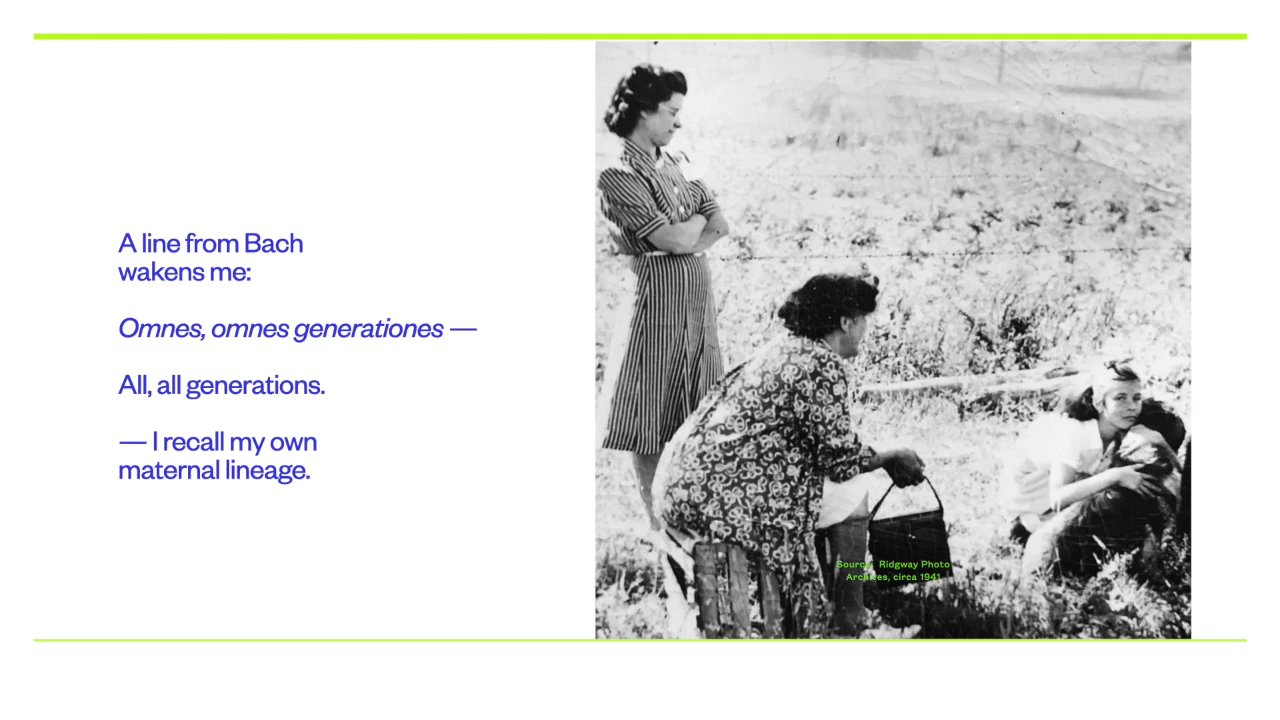 A line from Bach
wakens me:
Omnes, omnes generationes —
All, all generations.
— I recall my own
maternal lineage.
Source: Ridgway Photo
Archives, circa 1941